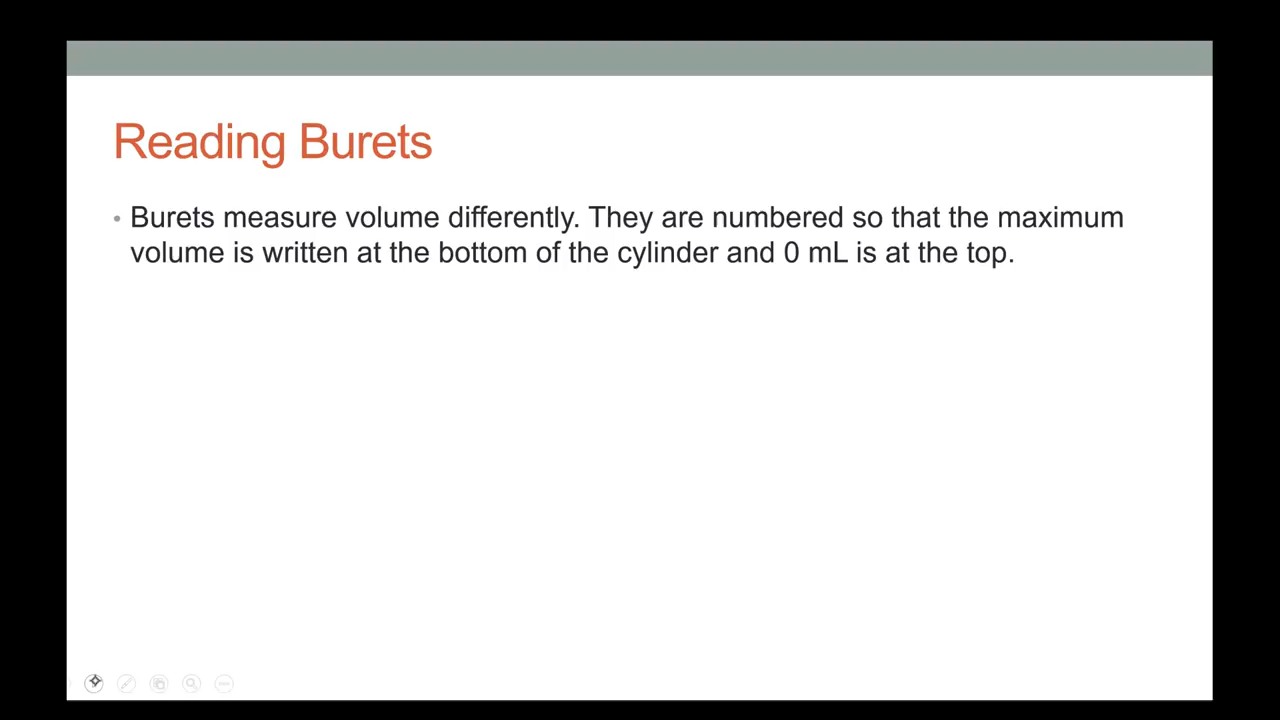 Reading Burets
• Burets measure volume differently. They are numbered so that the maximum
volume is written at the bottom of the cylinder and 0 mL is at the top.